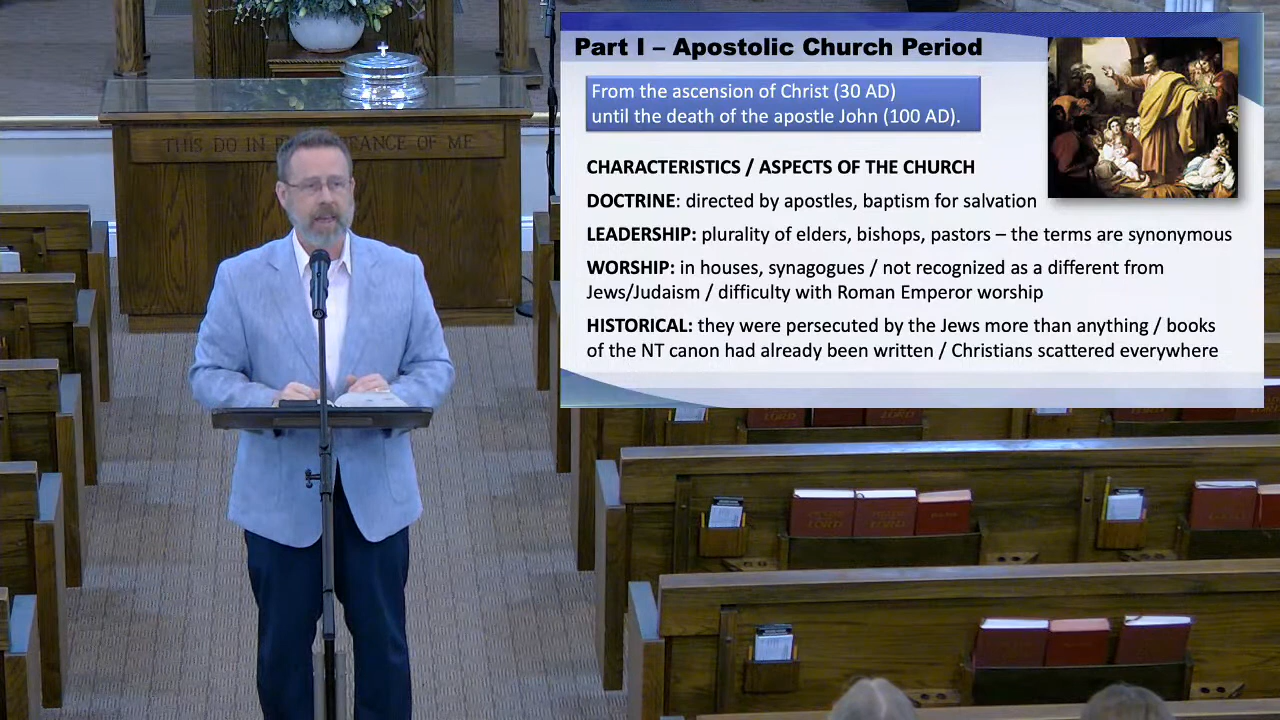 Part I – Apostolic Church Period
From the ascension of Christ (30 AD)
until the death of the apostle John (100 AD).
CHARACTERISTICS / ASPECTS OF THE CHURCH
DOCTRINE: directed by apostles, baptism for salvation
LEADERSHIP: plurality of elders, bishops, pastors – the terms are synonymous
WORSHIP: in houses, synagogues / not recognized as a different from
Jews/Judaism / difficulty with Roman Emperor worship
HISTORICAL: they were persecuted by the Jews more than anything / books
of the NT canon had already been written / Christians scattered everywhere
THIS DO IN OF ME
LORD
LORD